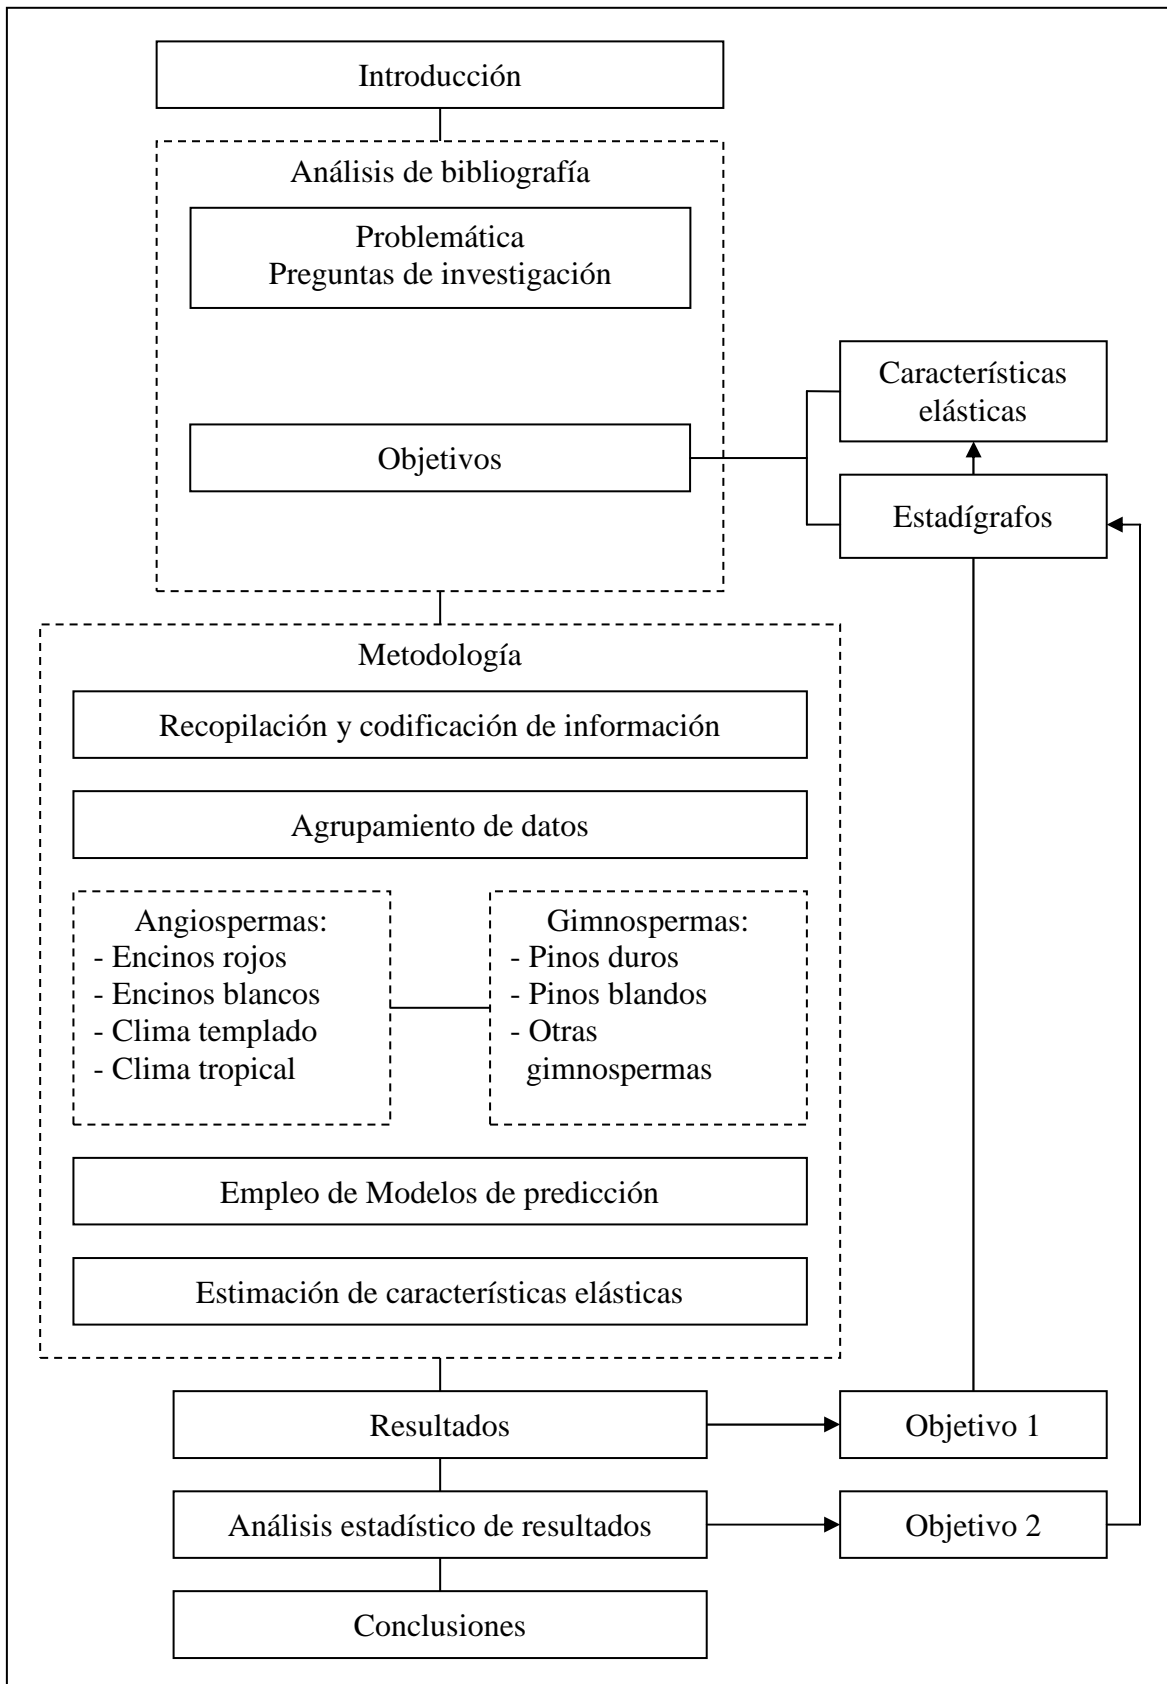 Introducción
Análisis de bibliografía
Problemática
Preguntas de investigación
Características
elásticas
Objetivos
Estadígrafos
Metodología
Recopilación y codificación de información
Agrupamiento de datos
Angiospermas:
- Encinos rojos
- Encinos blancos
- Clima templado
- Clima tropical
Gimnospermas:
- Pinos duros
- Pinos blandos
- Otras
gimnospermas
Empleo de Modelos de predicción
Estimación de características elásticas
Resultados
Objetivo 1
Análisis estadístico de resultados
Objetivo 2
Conclusiones